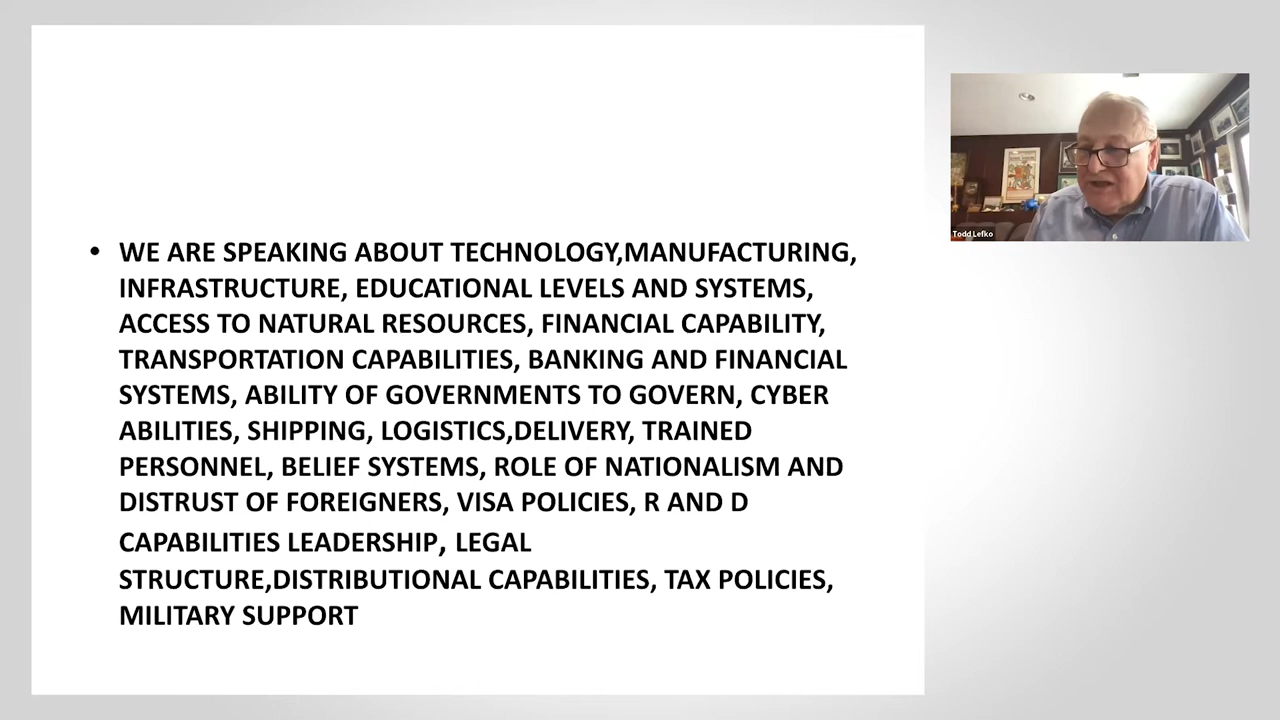 • WE ARE SPEAKING ABOUT TECHNOLOGY,MANUFACTURING,
INFRASTRUCTURE, EDUCATIONAL LEVELS AND SYSTEMS,
ACCESS TO NATURAL RESOURCES, FINANCIAL CAPABILITY,
TRANSPORTATION CAPABILITIES, BANKING AND FINANCIAL
SYSTEMS, ABILITY OF GOVERNMENTS TO GOVERN, CYBER
ABILITIES, SHIPPING, LOGISTICS,DELIVERY, TRAINED
PERSONNEL, BELIEF SYSTEMS, ROLE OF NATIONALISM AND
DISTRUST OF FOREIGNERS, VISA POLICIES, R AND D
CAPABILITIES LEADERSHIP, LEGAL
STRUCTURE,DISTRIBUTIONAL CAPABILITIES, TAX POLICIES,
MILITARY SUPPORT
Todd Lefko